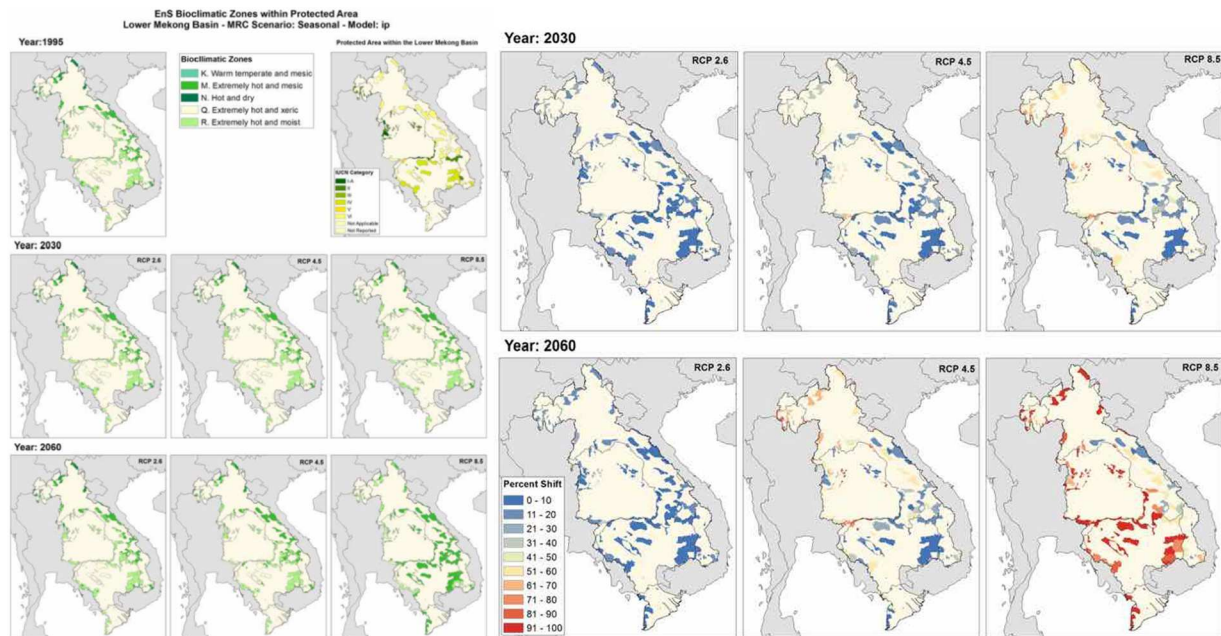 EnS Bioclimatic Zones within Protected Area
Lower Mekong Basin - MRC Scenario: Seasonal - Model: ip
Year:1995
Protected Area within the Lower Mekong Basin
Bioclimatic Zones
K. Warm temperate and mesic
M. Extremely hot and mesic
N. Hot and dry
Q. Extremely hot and xeric
R. Extremely hot and moist
IUCN Category
I A
II
III
IV
V
VI
Not Applicable
Not Reported
Year: 2030
RCP 2.6
RCP 4.5
RCP 8.5
Year: 2060
RCP 2.6
RCP 4.5
RCP 8.5
Year: 2030
RCP 2.6
RCP 4.5
RCP 8.5
Year: 2060
RCP 2.6
RCP 4.5
RCP 8.5
Percent Shift
0 - 10
11 - 20
21 - 30
31 - 40
41 - 50
51 - 60
61 - 70
71 - 80
81 - 90
91 - 100